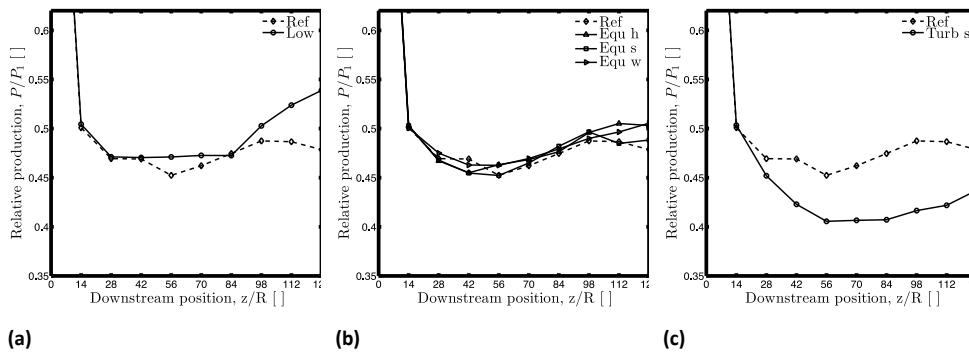 0.6
0.55
0.5
0.45
0.4
0.35
Relative production, P/P1 [ ]
0 14 28 42 56 70 84 98 112 12
Downstream position, z/R [ ]
Ref
Low
(a)
0.6
0.55
0.5
0.45
0.4
0.35
Relative production, P/P1 [ ]
0 14 28 42 56 70 84 98 112 12
Downstream position, z/R [ ]
Ref
Equ h
Equ s
Equ w
(b)
0.6
0.55
0.5
0.45
0.4
0.35
Relative production, P/P1 [ ]
0 14 28 42 56 70 84 98 112
Downstream position, z/R [ ]
Ref
Turb s
(c)